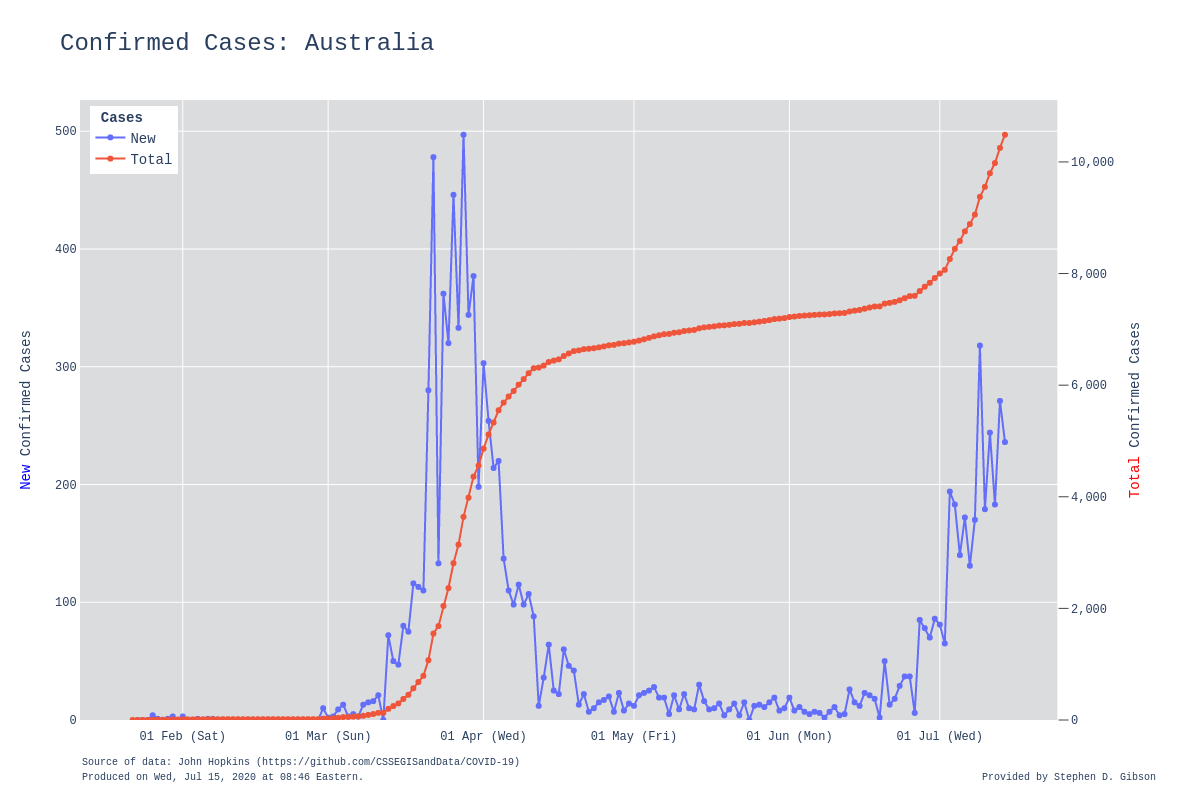 Confirmed Cases: Australia
Cases
New
Total
500
400
300
200
100
0
10,000
8,000
6,000
4,000
2,000
0
New Confirmed Cases
Total Confirmed Cases
01 Feb (Sat) 01 Mar (Sun) 01 Apr (Wed) 01 May (Fri) 01 Jun (Mon) 01 Jul (Wed)
Source of data: John Hopkins (https://github.com/CSSEGISandData/COVID-19)
Produced on Wed, Jul 15, 2020 at 08:46 Eastern.
Provided by Stephen D. Gibson